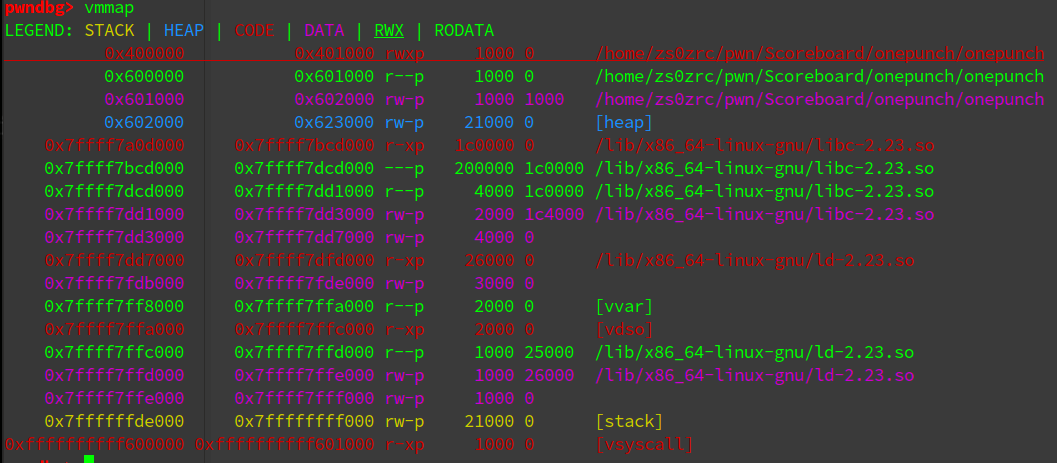 pwndbg> vmmap
LEGEND: STACK | HEAP | CODE | DATA | RWX | RODATA
0x400000 0x401000 rwxp 1000 0 /home/zs0zrc/pwn/Scoreboard/onepunch/onepunch
0x600000 0x601000 r--p 1000 0 /home/zs0zrc/pwn/Scoreboard/onepunch/onepunch
0x601000 0x602000 rw-p 1000 1000 /home/zs0zrc/pwn/Scoreboard/onepunch/onepunch
0x602000 0x623000 rw-p 21000 0 [heap]
0x7ffff7a0d000 0x7ffff7bcd000 r-xp 1c0000 0 /lib/x86_64-linux-gnu/libc-2.23.so
0x7ffff7bcd000 0x7ffff7dcd000 ---p 200000 1c0000 /lib/x86_64-linux-gnu/libc-2.23.so
0x7ffff7dcd000 0x7ffff7dd1000 r--p 4000 1c0000 /lib/x86_64-linux-gnu/libc-2.23.so
0x7ffff7dd1000 0x7ffff7dd3000 rw-p 2000 1c4000 /lib/x86_64-linux-gnu/libc-2.23.so
0x7ffff7dd3000 0x7ffff7dd7000 rw-p 4000 0
0x7ffff7dd7000 0x7ffff7dfd000 r-xp 26000 0 /lib/x86_64-linux-gnu/ld-2.23.so
0x7ffff7fdb000 0x7ffff7fde000 rw-p 3000 0
0x7ffff7ff8000 0x7ffff7ffa000 r--p 2000 0 [vvar]
0x7ffff7ffa000 0x7ffff7ffc000 r-xp 2000 0 [vdso]
0x7ffff7ffc000 0x7ffff7ffd000 r--p 1000 25000 /lib/x86_64-linux-gnu/ld-2.23.so
0x7ffff7ffd000 0x7ffff7ffe000 rw-p 1000 26000 /lib/x86_64-linux-gnu/ld-2.23.so
0x7ffff7ffe000 0x7ffff7fff000 rw-p 1000 0
0x7ffffffde000 0x7ffffffff000 rw-p 21000 0 [stack]
0xffffffffff600000 0xffffffffff601000 r-xp 1000 0 [vsyscall]